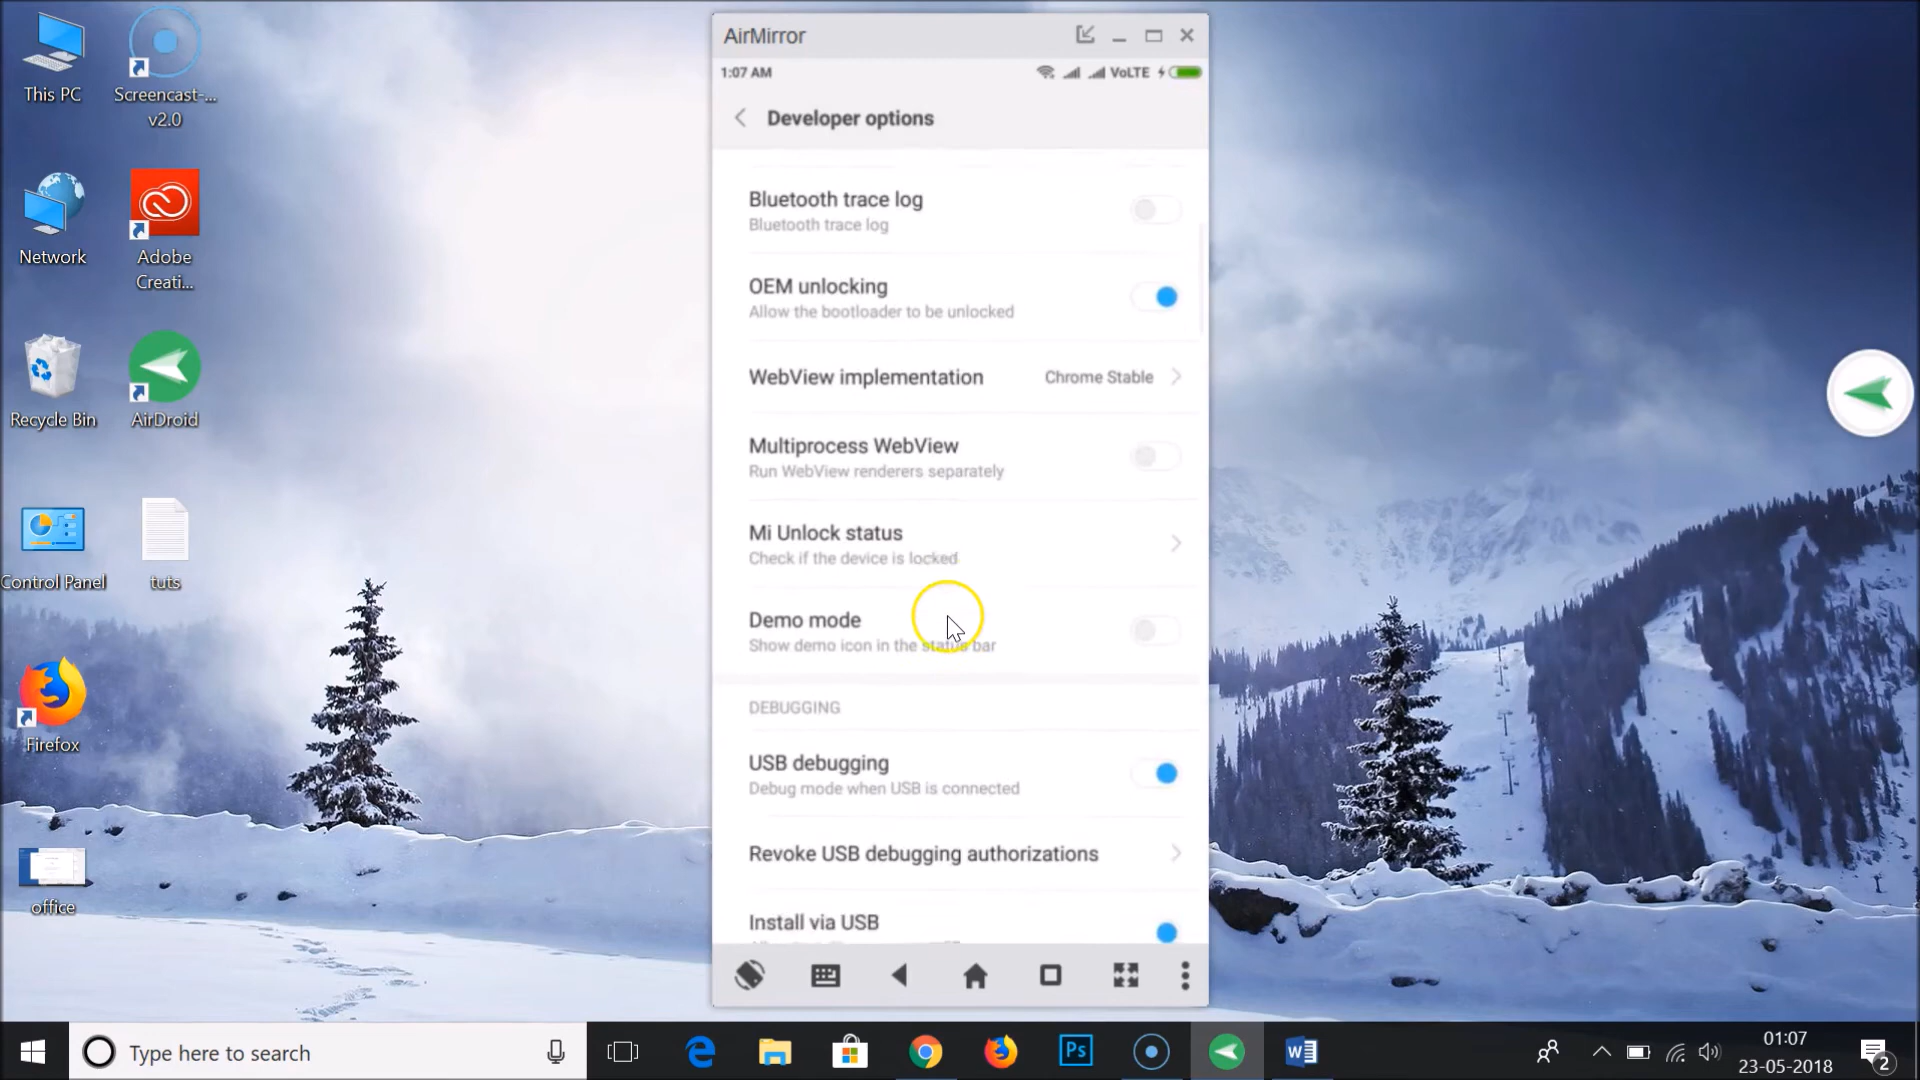 This PC
Screencast-...
v2.0
Network
Adobe
Creati...
Recycle Bin
AirDroid
Control Panel
tuts
Firefox
office
AirMirror
1:07 AM
VoLTE
Developer options
Bluetooth trace log
Bluetooth trace log
OEM unlocking
Allow the bootloader to be unlocked
WebView implementation
Chrome Stable
Multiprocess WebView
Run WebView renderers separately
Mi Unlock status
Check if the device is locked
Demo mode
Show demo icon in the status bar
DEBUGGING
USB debugging
Debug mode when USB is connected
Revoke USB debugging authorizations
Install via USB
Type here to search
Ps
01:07
23-05-2018
2